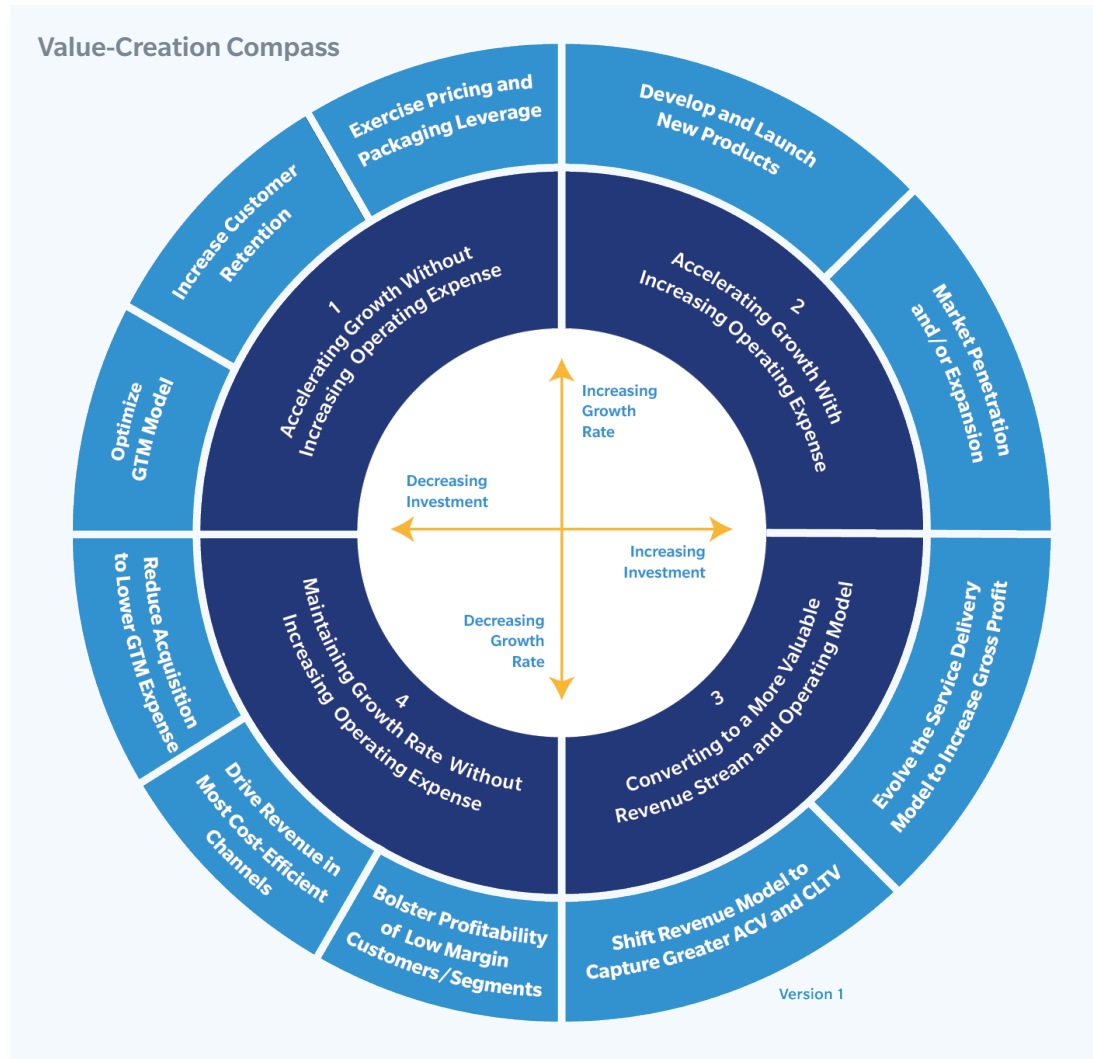 Value-Creation Compass
Exercise Pricing and
Packaging Leverage
Develop and Launch
New Products
Increase Customer
Retention
Market Penetration
and/or Expansion
Optimize
GTM Model
1
Accelerating Growth Without
Increasing Operating Expense
2
Accelerating Growth With
Increasing Operating Expense
Increasing
Growth
Rate
Decreasing
Investment
Increasing
Investment
Decreasing
Growth
Rate
Reduce Acquisition
to Lower GTM Expense
4
Maintaining Growth Rate Without
Increasing Operating Expense
3
Converting to a More Valuable
Revenue Stream and Operating Model
Evolve the Service Delivery
Model to Increase Gross Profit
Drive Revenue in
Most Cost-Efficient
Channels
Bolster Profitability
of Low Margin
Customers/Segments
Shift Revenue Model to
Capture Greater ACV and CLTV
Version 1